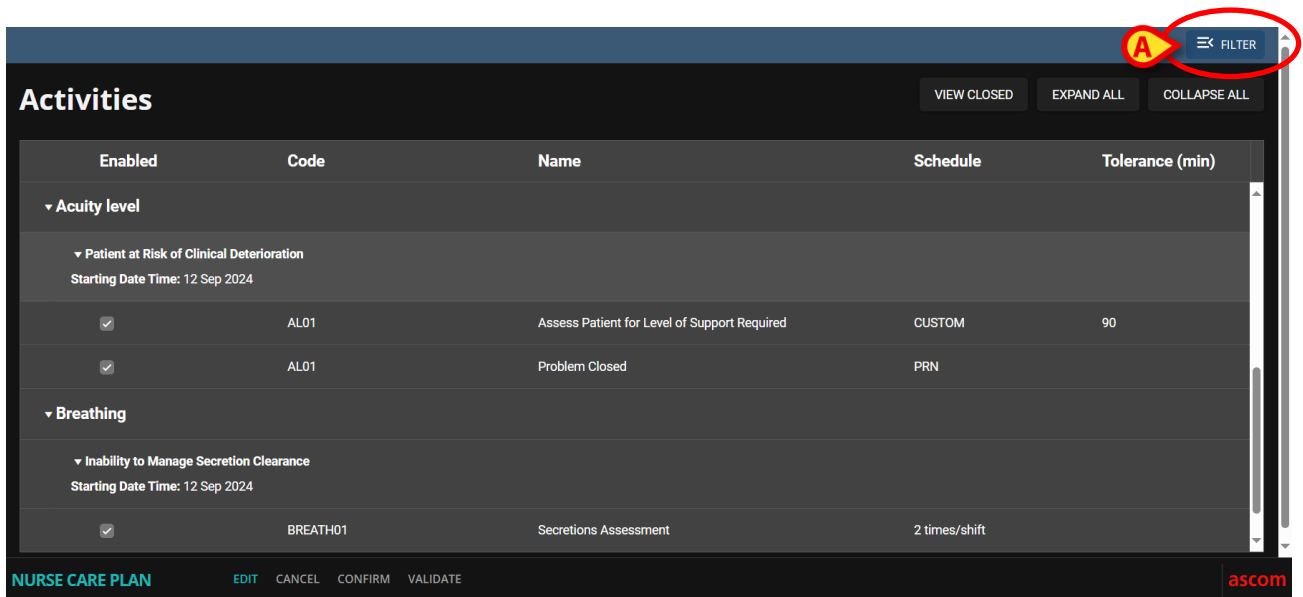 A FILTER
Activities VIEW CLOSED EXPAND ALL COLLAPSE ALL
Enabled Code Name Schedule Tolerance (min)
Acuity level
Patient at Risk of Clinical Deterioration
Starting Date Time: 12 Sep 2024
AL01 Assess Patient for Level of Support Required CUSTOM 90
AL01 Problem Closed PRN
Breathing
Inability to Manage Secretion Clearance
Starting Date Time: 12 Sep 2024
BREATH01 Secretions Assessment 2 times/shift
NURSE CARE PLAN EDIT CANCEL CONFIRM VALIDATE ascom